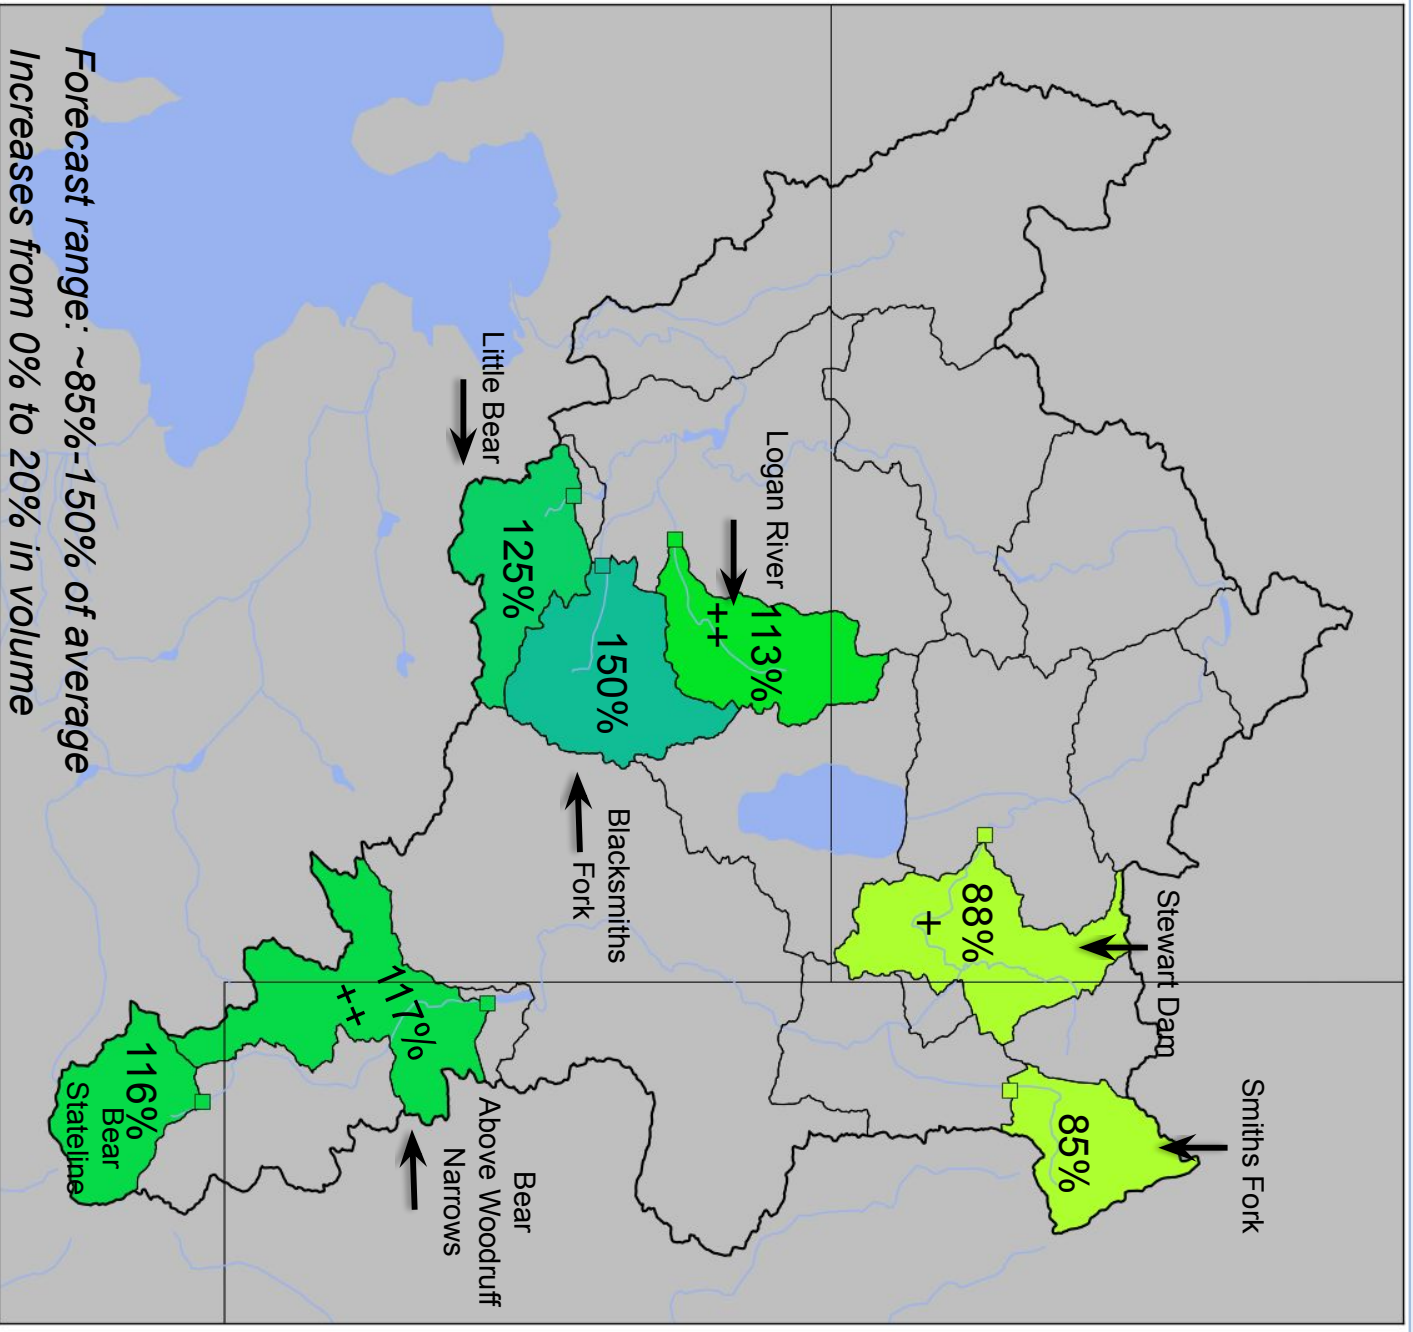 Smiths Fork
85%
Stewart Dam
88%
+
Logan River
113%
++
Blacksmiths
Fork
150%
Little Bear
125%
Bear
Above Woodruff
Narrows
117%
++
116%
Bear
Stateline
Forecast range: ~85%-150% of average
Increases from 0% to 20% in volume